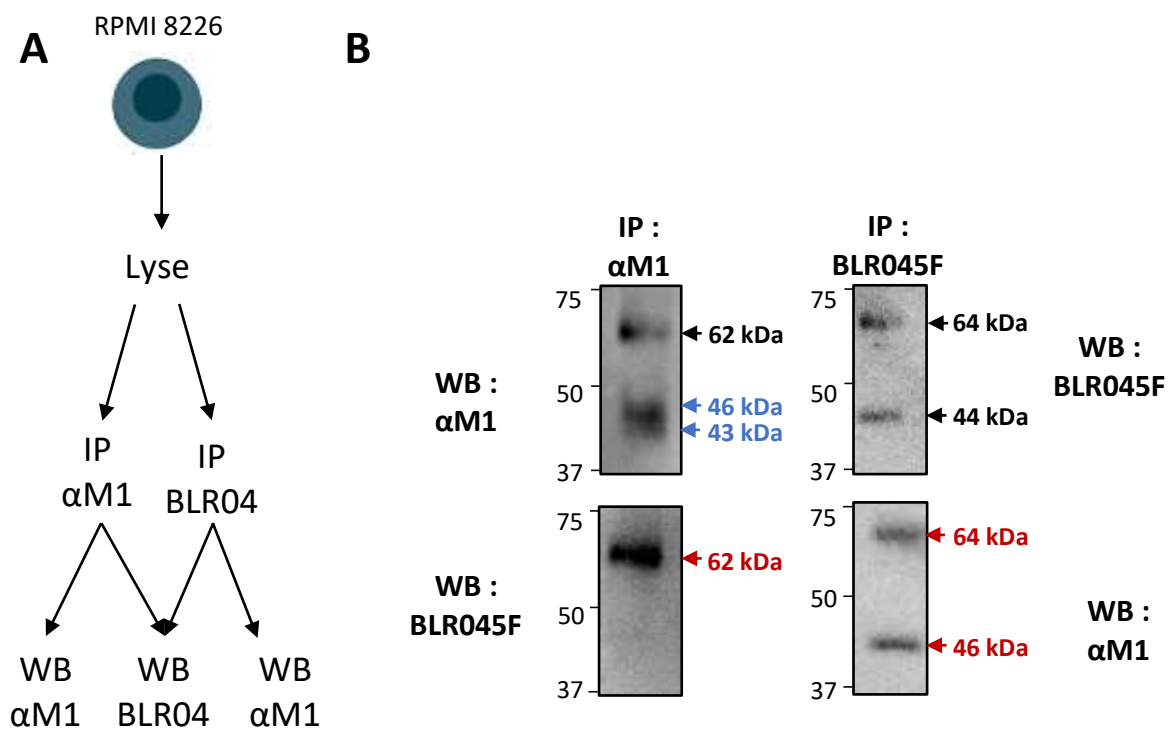 A
RPMI 8226
Lyse
IP
αM1
IP
BLR04
WB
αM1
WB
BLR04
WB
αM1
B
IP :
αM1
IP :
BLR045F
WB :
αM1
75
50
37
62 kDa
46 kDa
43 kDa
75
50
37
64 kDa
44 kDa
WB :
BLR045F
WB :
BLR045F
75
50
37
62 kDa
75
50
37
64 kDa
46 kDa
WB :
αM1